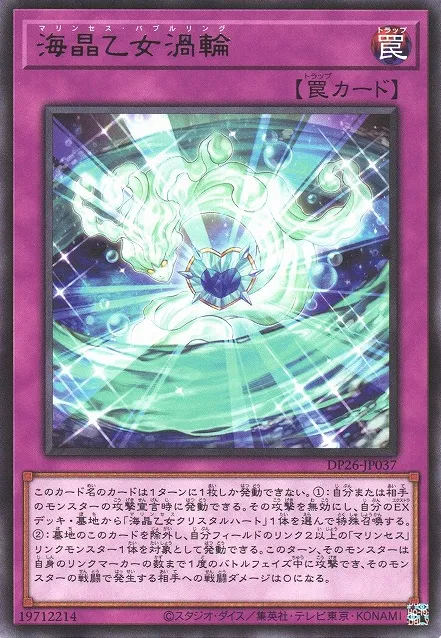 マリンセス・バブルリング
海晶乙女渦輪
トラップ
罠
トラップ
【罠カード】
DP26-JP037
このカード名のカードは1ターンに1枚しか発動できない。①：自分または相手
のモンスターの攻撃宣言時に発動できる。その攻撃を無効にし、自分のEX
デッキ・墓地から「海晶乙女クリスタルハート」1体を選んで特殊召喚する。
②：墓地のこのカードを除外し、自分フィールドのリンク2以上の「マリンセス」
リンクモンスター1体を対象として発動できる。このターン、そのモンスターは
自身のリンクマーカーの数まで1度のバトルフェイズ中に攻撃でき、そのモン
スターの戦闘で発生する相手への戦闘ダメージは0になる。
19712214
©スタジオ・ダイス／集英社・テレビ東京・KONAMI